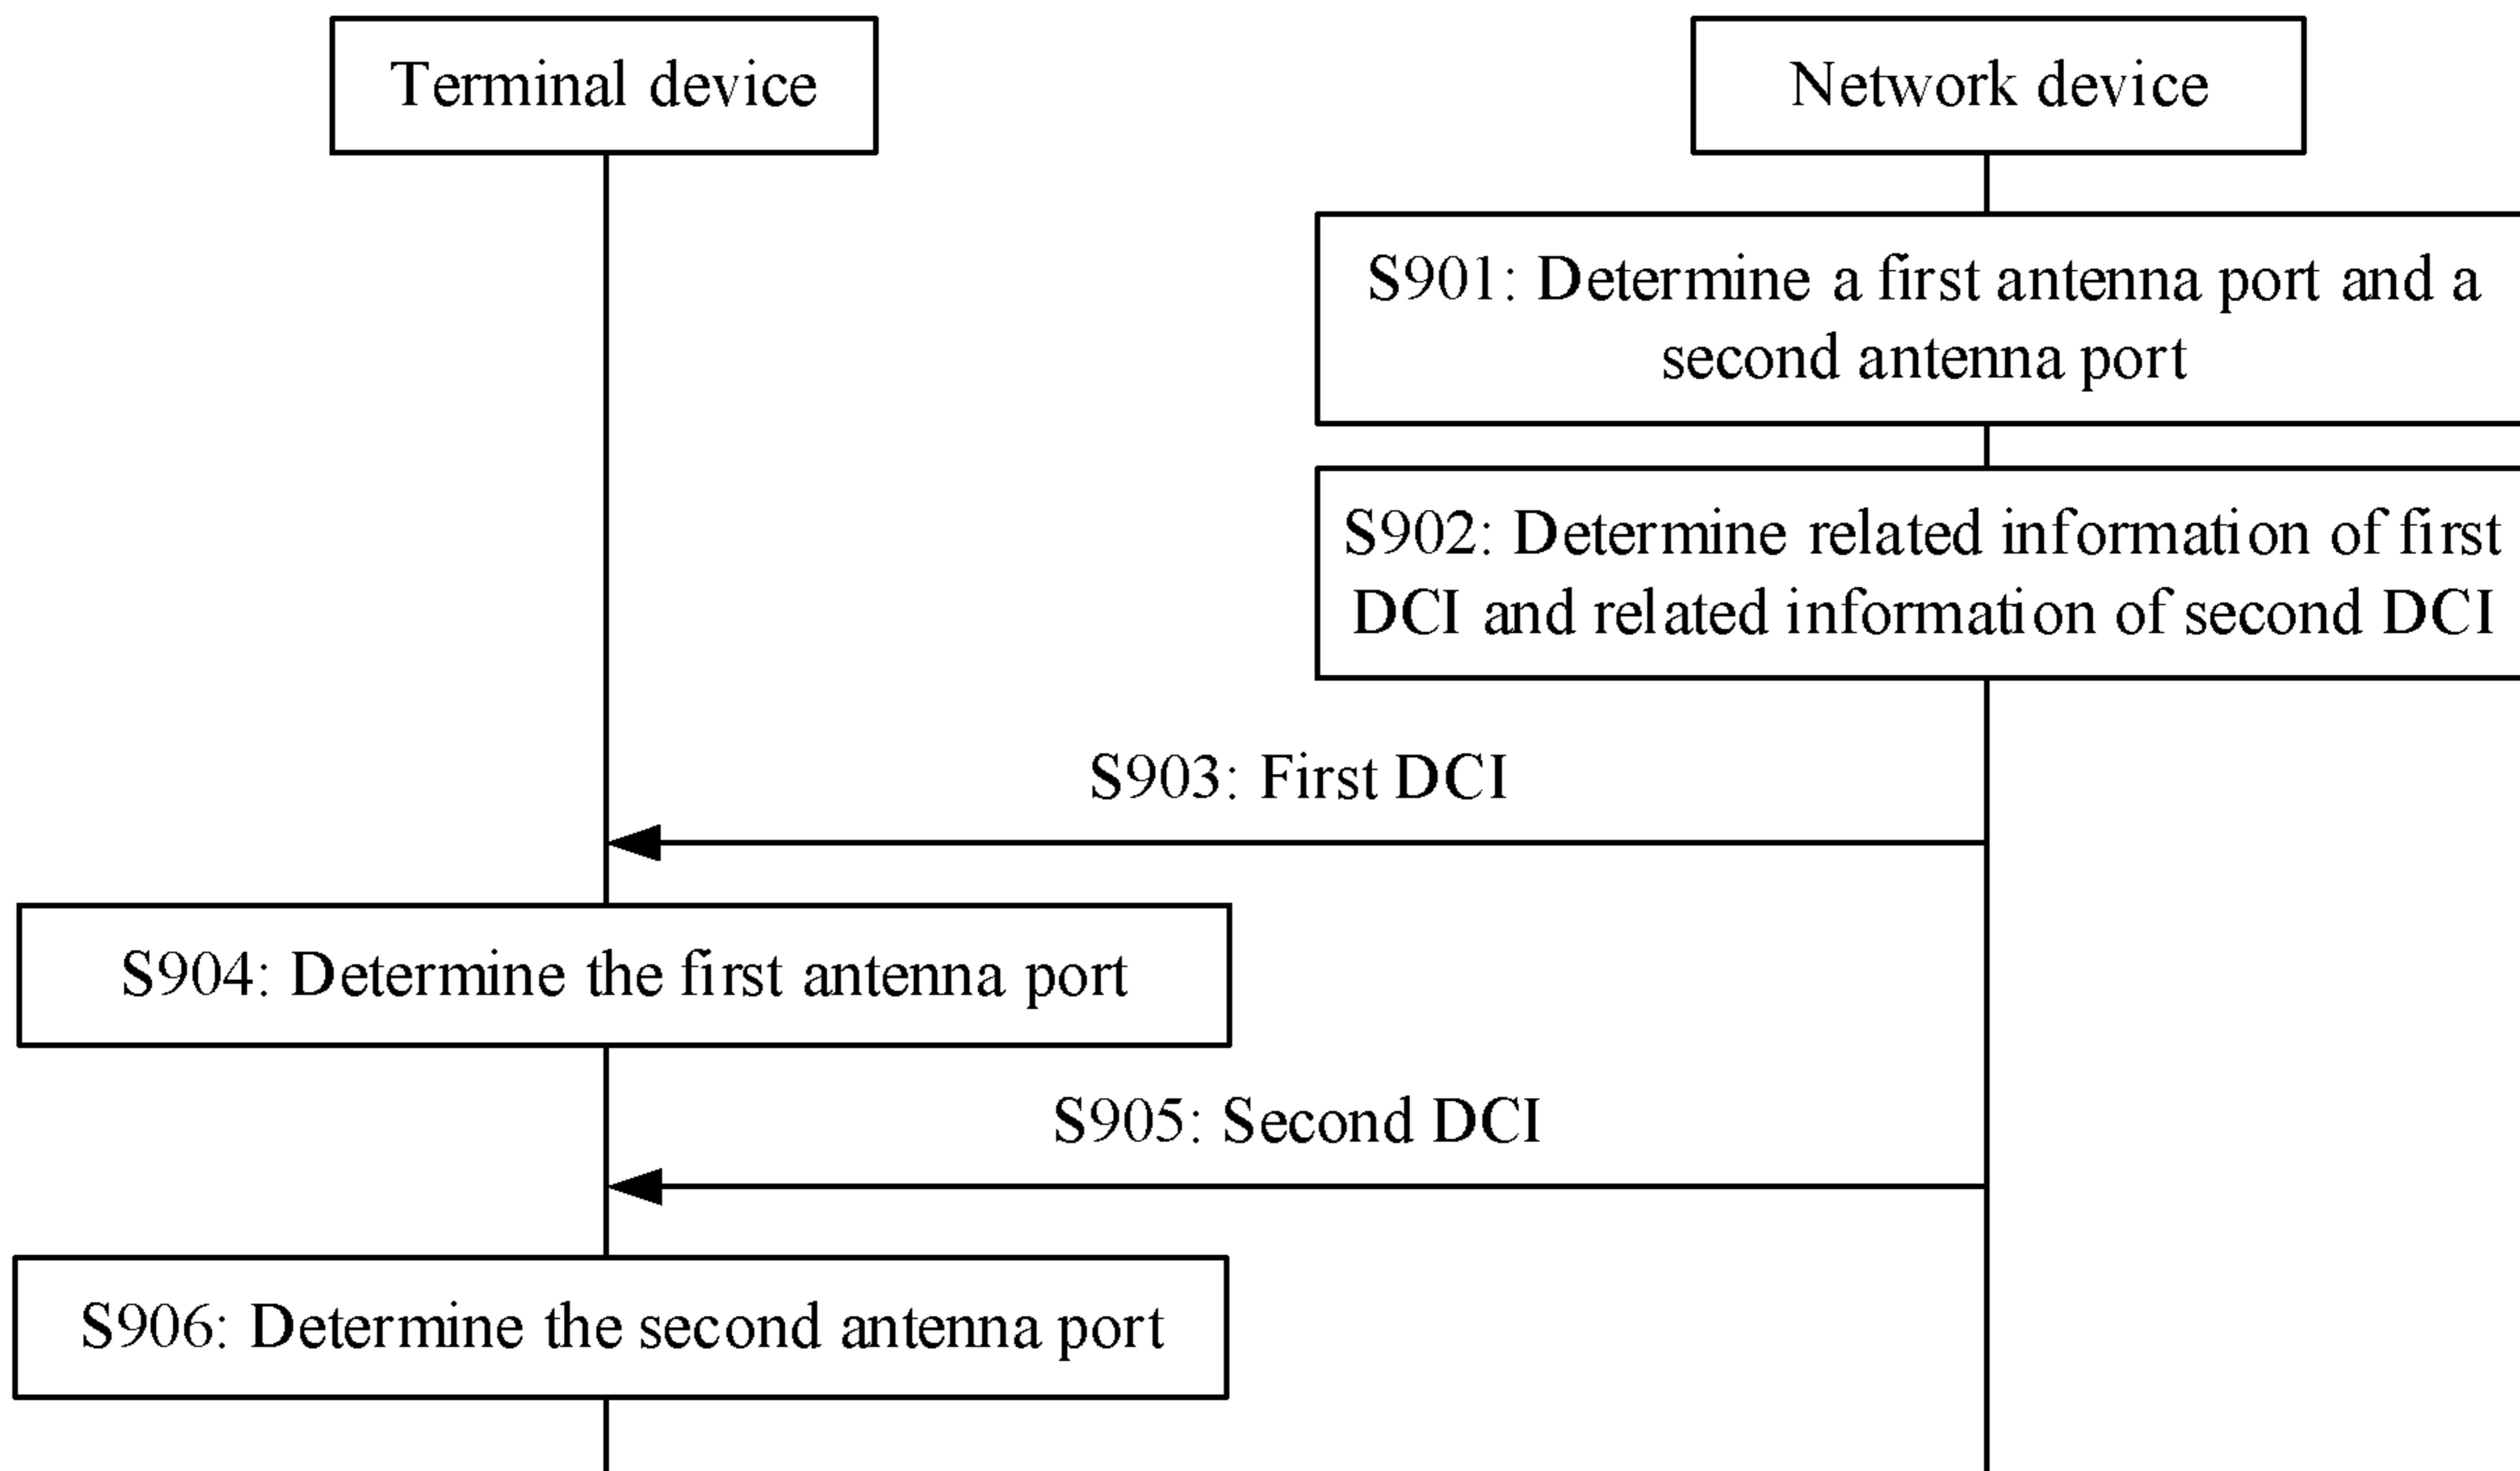 Terminal device
Network device
S901: Determine a first antenna port and a
second antenna port
S902: Determine related information of first
DCI and related information of second DCI
S903: First DCI
S904: Determine the first antenna port
S905: Second DCI
S906: Determine the second antenna port